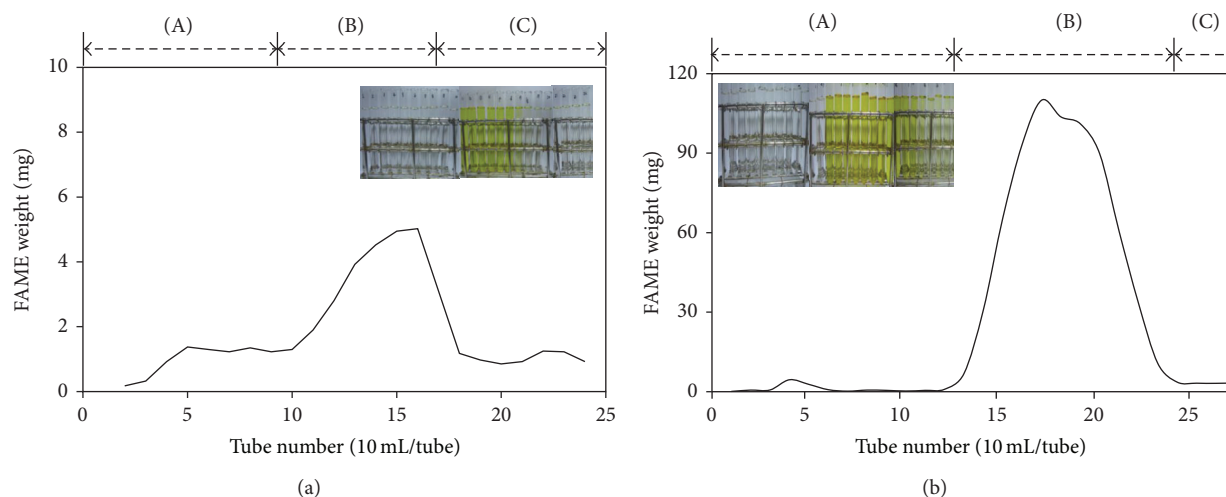 (A) (B) (C)
10
8
6
4
2
0
FAME weight (mg)
0 5 10 15 20 25
Tube number (10 mL/tube)
(a)
(A) (B) (C)
120
90
60
30
0
FAME weight (mg)
0 5 10 15 20 25
Tube number (10 mL/tube)
(b)